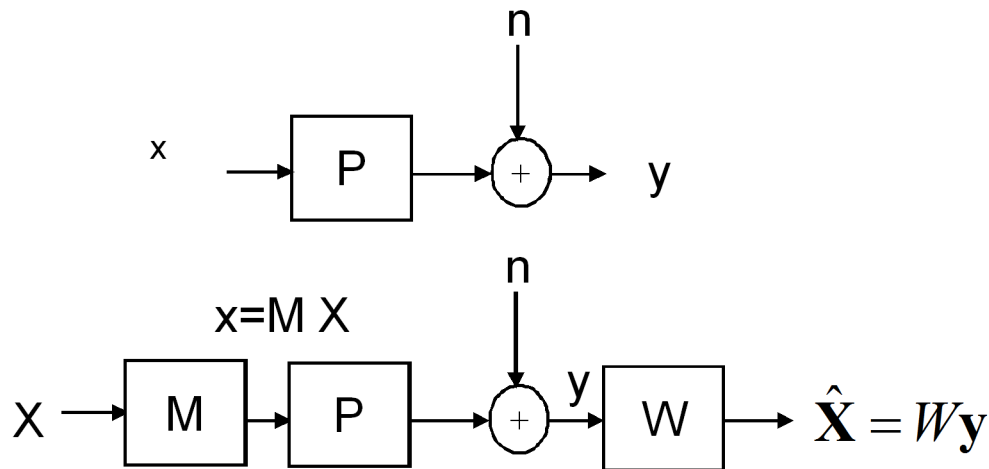 n
x P + y
n
x=M X
X M P + y W X̂ = Wy